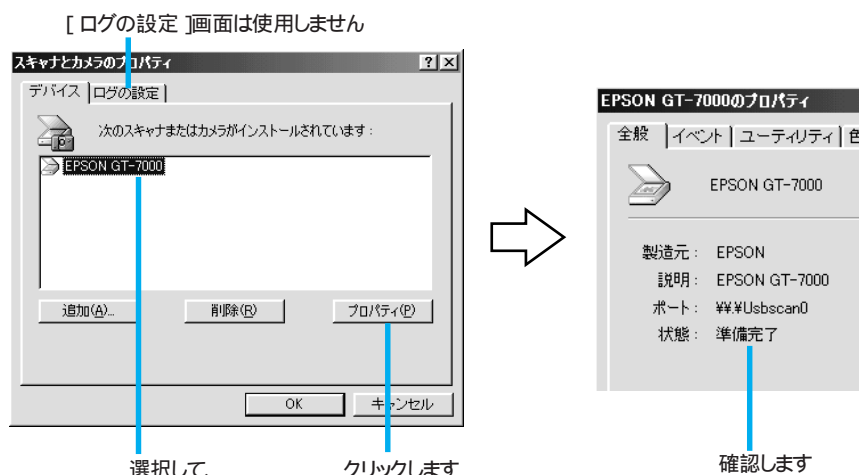 [ ログの設定 ]画面は使用しません
スキャナとカメラのプロパティ
デバイス
ログの設定
次のスキャナまたはカメラがインストールされています：
EPSON GT-7000
追加(A)...
削除(R)
プロパティ(P)
OK
キャンセル
選択して、
クリックします
EPSON GT-7000のプロパティ
全般
イベント
ユーティリティ
色
EPSON GT-7000
製造元： EPSON
説明： EPSON GT-7000
ポート： ¥¥.¥Usbscan0
状態： 準備完了
確認します